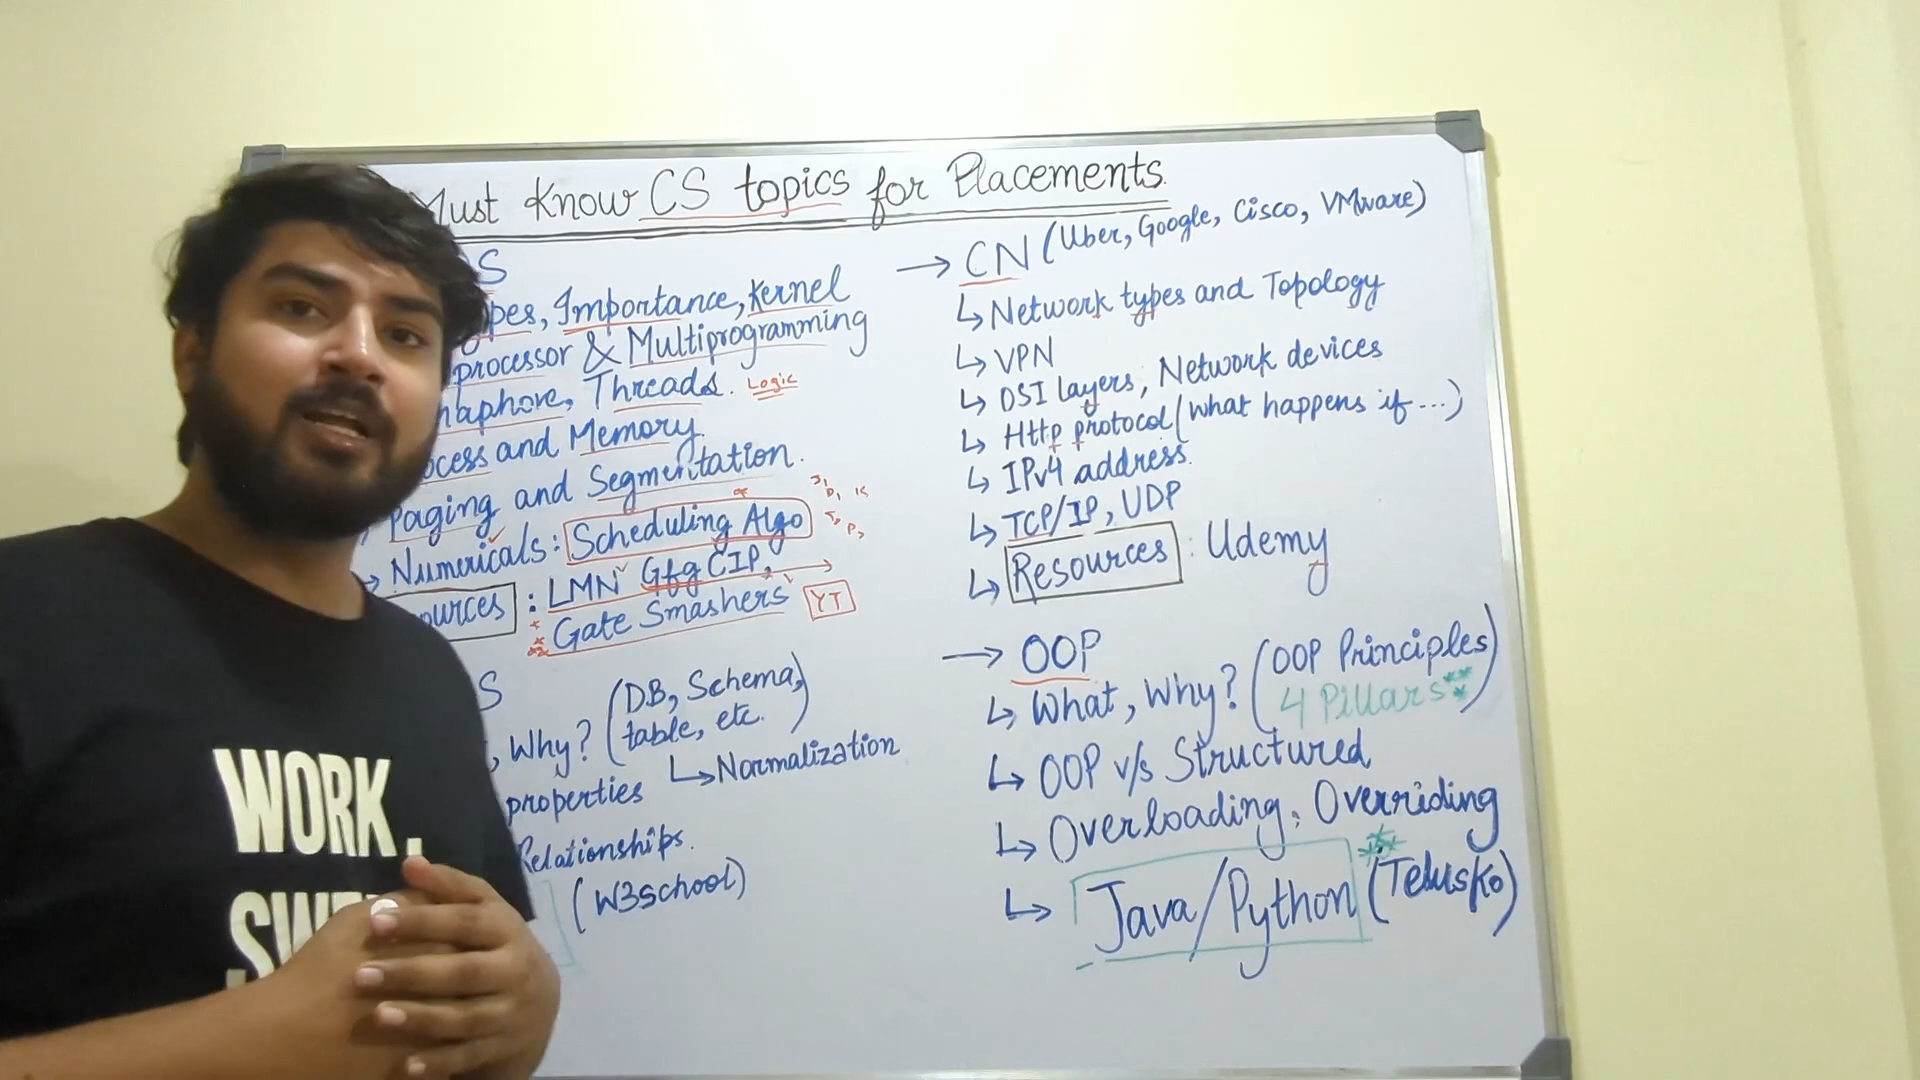 Must Know CS topics for Placements.
S
pes, Importance, Kernel
processor & Multiprogramming
haphore, Threads. Logic
ocess and Memory
Paging and Segmentation.
Numericals: Scheduling Algo
ources : LMN Gfg CIP,
Gate Smashers YT
S
, Why? (DB, Schema, table, etc.)
properties ↳ Normalization
Relationships.
(W3School)
→ CN (Uber, Google, Cisco, VMware)
↳ Network types and Topology
↳ VPN
↳ OSI layers, Network devices
↳ Http protocol (What happens if ...)
↳ IPv4 address.
↳ TCP/IP, UDP
↳ Resources : Udemy
→ OOP
↳ What, Why? (OOP Principles
4 Pillars**)
↳ OOP v/s Structured
↳ Overloading, Overriding
↳ Java/Python (Telusko)
WORK.